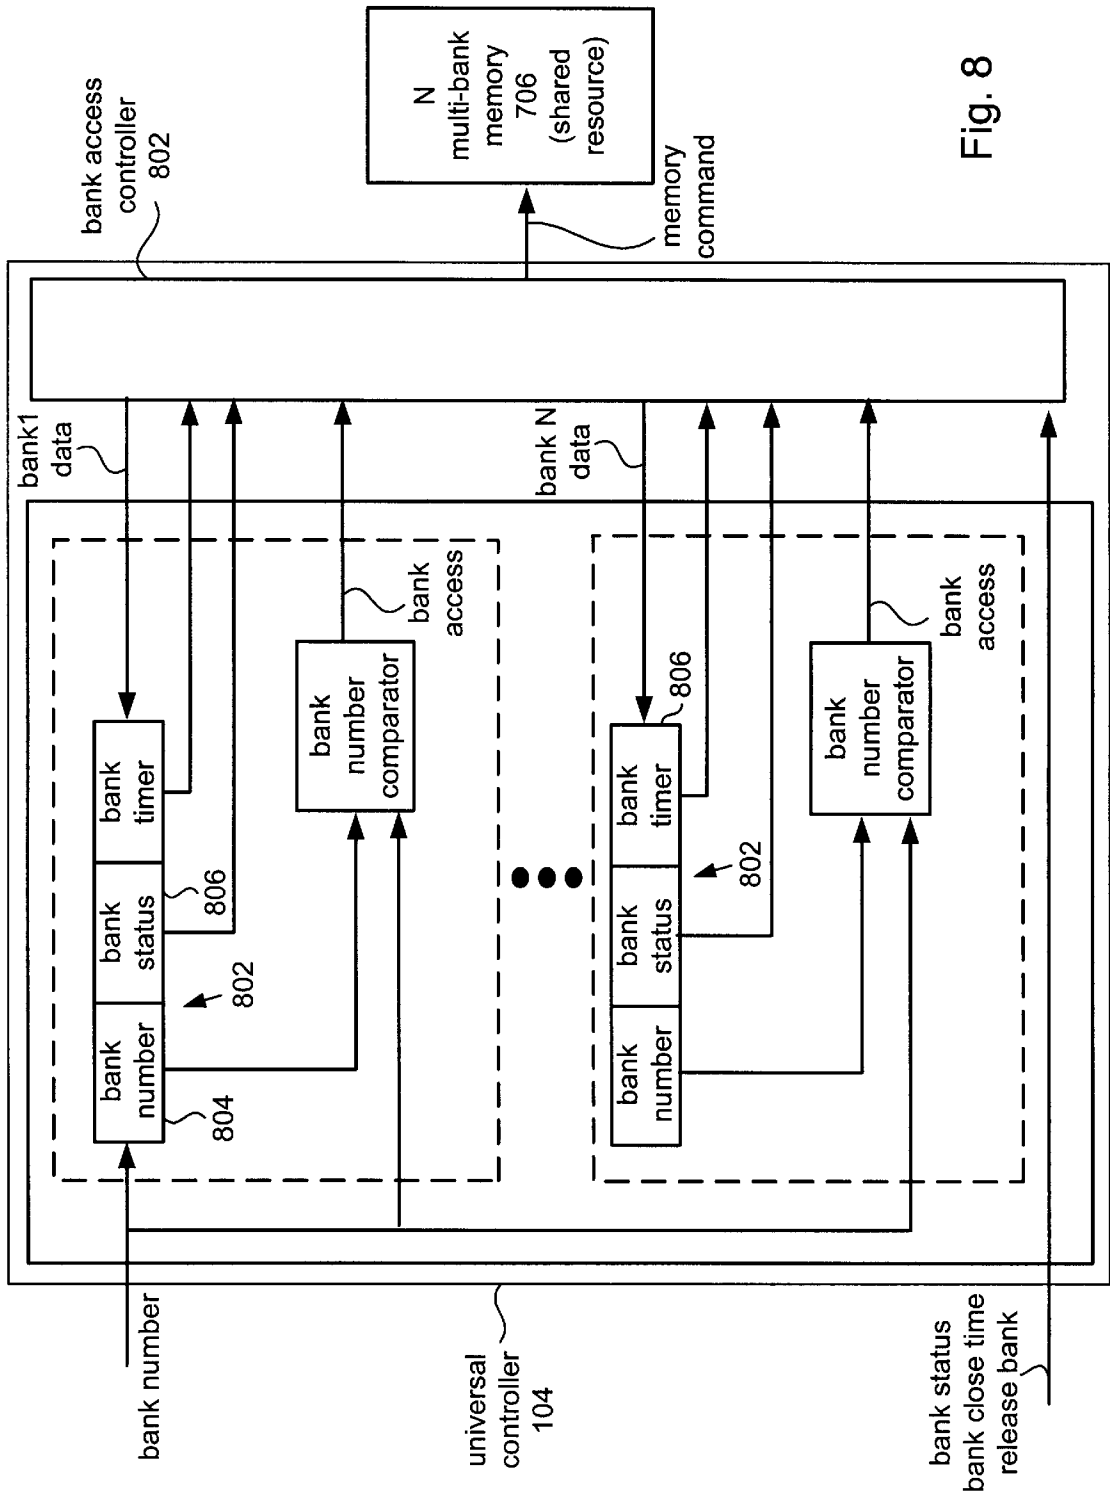 bank number
universal
controller
104
bank status
bank close time
release bank
bank
number
804
bank
status
806
bank
timer
802
bank
number
comparator
bank
access
bank1
data
bank
number
bank
status
bank
timer
806
802
bank
number
comparator
bank
access
bank N
data
bank access
controller
802
N
multi-bank
memory
706
(shared
resource)
memory
command
Fig. 8